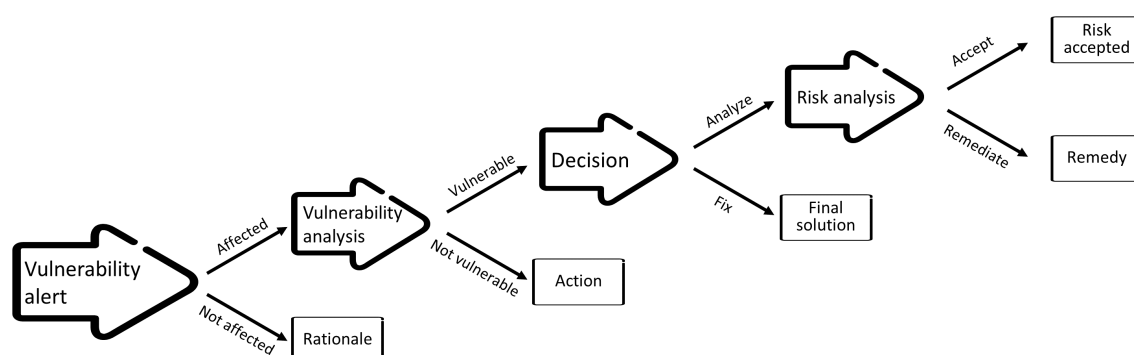 Vulnerability
alert
Affected
Not affected
Rationale
Vulnerability
analysis
Vulnerable
Not vulnerable
Action
Decision
Analyze
Fix
Final
solution
Risk analysis
Accept
Remediate
Risk
accepted
Remedy